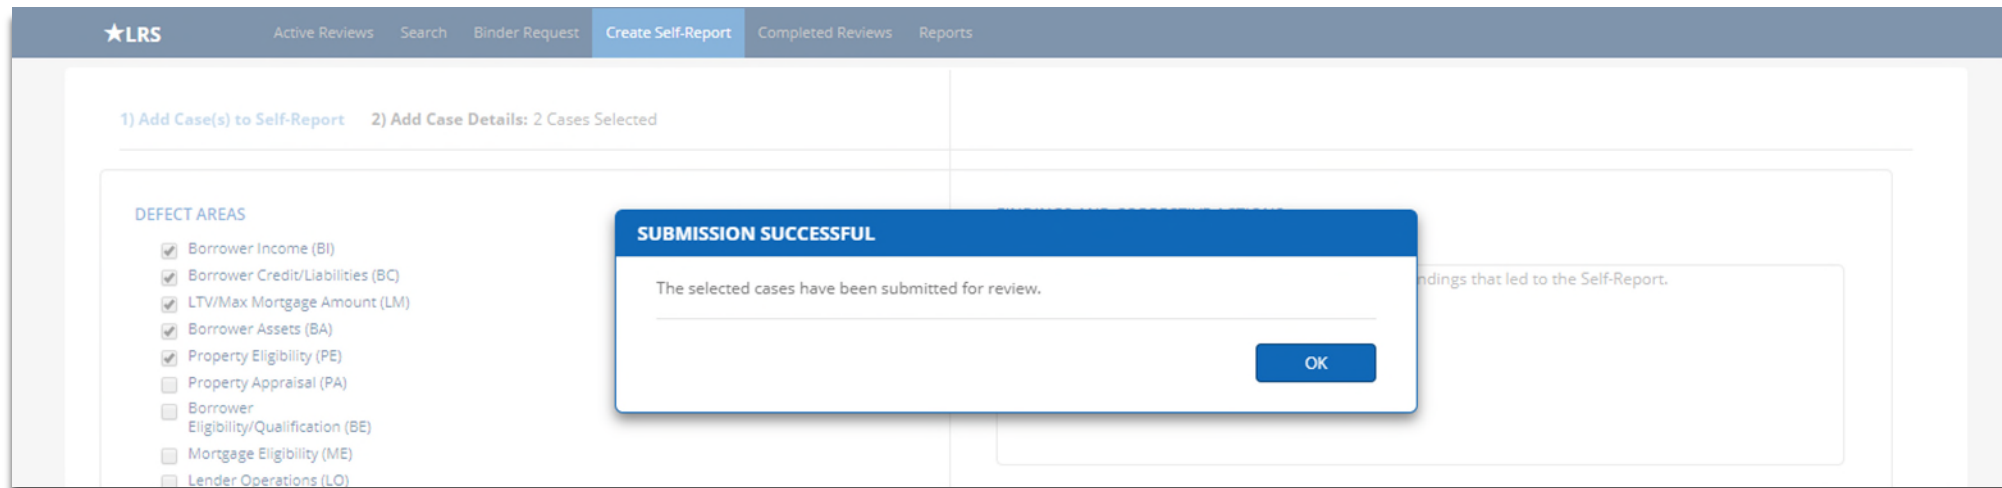 ★LRS Active Reviews Search Binder Request Create Self-Report Completed Reviews Reports
1) Add Case(s) to Self-Report 2) Add Case Details: 2 Cases Selected
DEFECT AREAS
Borrower Income (BI)
Borrower Credit/Liabilities (BC)
LTV/Max Mortgage Amount (LM)
Borrower Assets (BA)
Property Eligibility (PE)
Property Appraisal (PA)
Borrower
Eligibility/Qualification (BE)
Mortgage Eligibility (ME)
Lender Operations (LO)
SUBMISSION SUCCESSFUL
The selected cases have been submitted for review.
OK
that led to the Self-Report.